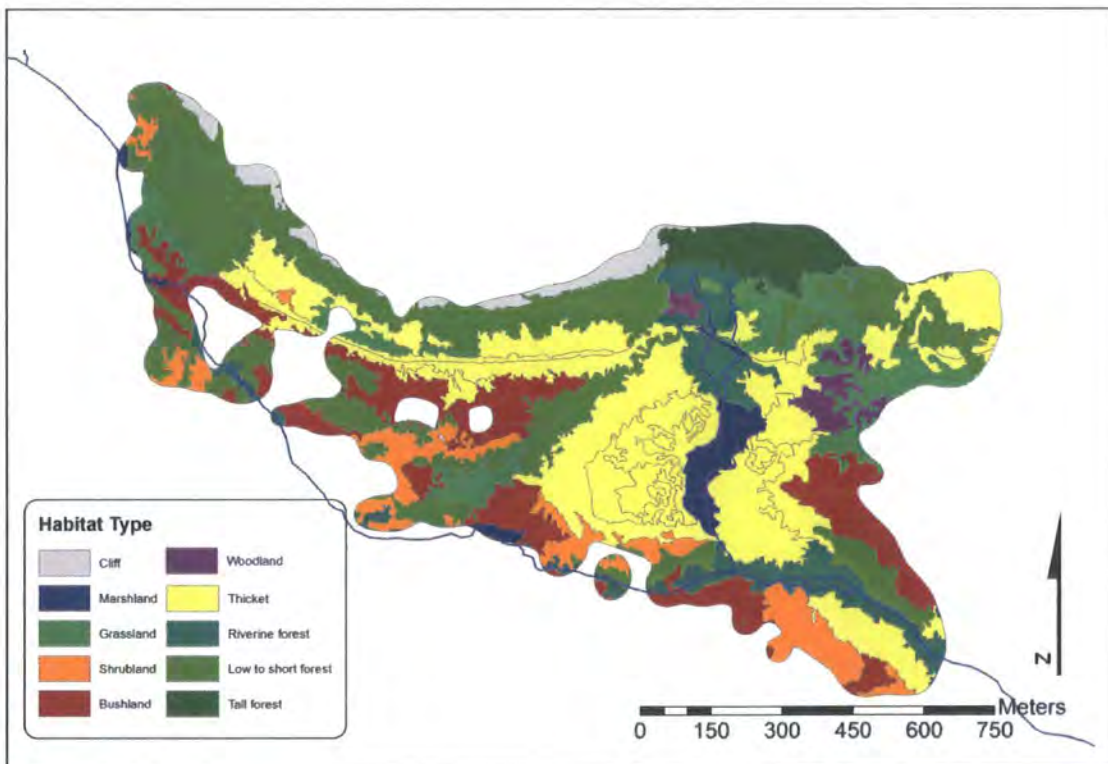 Habitat Type
Cliff
Marshland
Grassland
Shrubland
Bushland
Woodland
Thicket
Riverine forest
Low to short forest
Tall forest
N
Meters
0 150 300 450 600 750